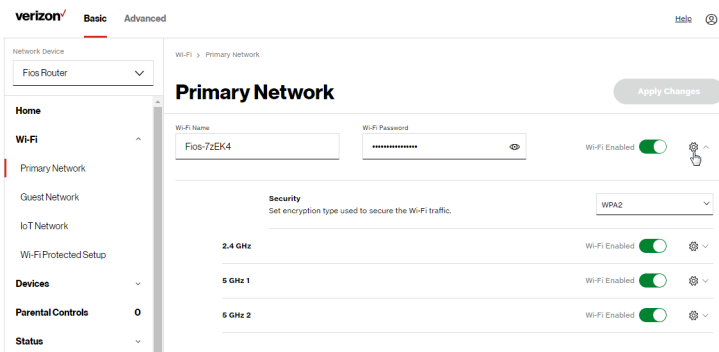 verizon✓ Basic Advanced Help
Network Device
Fios Router
Home
Wi-Fi
Primary Network
Guest Network
IoT Network
Wi-Fi Protected Setup
Devices
Parental Controls 0
Status
Wi-Fi > Primary Network
Primary Network Apply Changes
Wi-Fi Name Wi-Fi Password
Fios-7zEK4 •••••••••••••••• Wi-Fi Enabled
Security
Set encryption type used to secure the Wi-Fi traffic. WPA2
2.4 GHz Wi-Fi Enabled
5 GHz 1 Wi-Fi Enabled
5 GHz 2 Wi-Fi Enabled